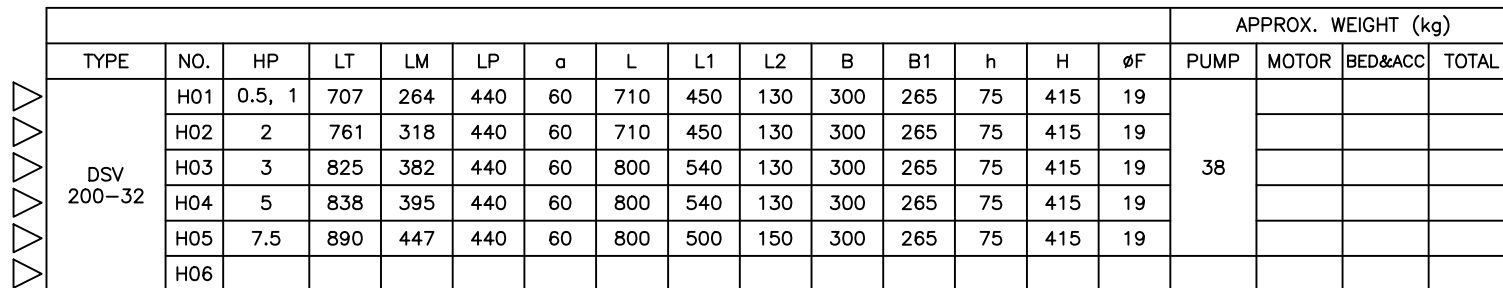 APPROX. WEIGHT (kg)
TYPE NO. HP LT LM LP a L L1 L2 B B1 h H øF PUMP MOTOR BED&ACC TOTAL
H01 0.5, 1 707 264 440 60 710 450 130 300 265 75 415 19
H02 2 761 318 440 60 710 450 130 300 265 75 415 19
DSV 200-32 H03 3 825 382 440 60 800 540 130 300 265 75 415 19 38
H04 5 838 395 440 60 800 540 130 300 265 75 415 19
H05 7.5 890 447 440 60 800 500 150 300 265 75 415 19
H06